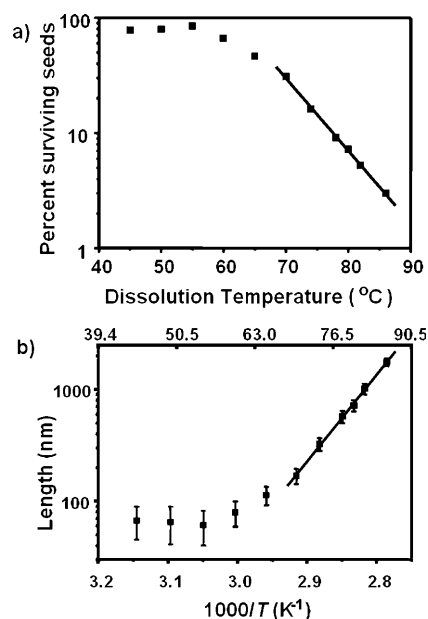 a)
Percent surviving seeds
100
10
1
40 50 60 70 80 90
Dissolution Temperature (°C)
b)
39.4 50.5 63.0 76.5 90.5
Length (nm)
1000
100
3.2 3.1 3.0 2.9 2.8
1000/T (K-1)